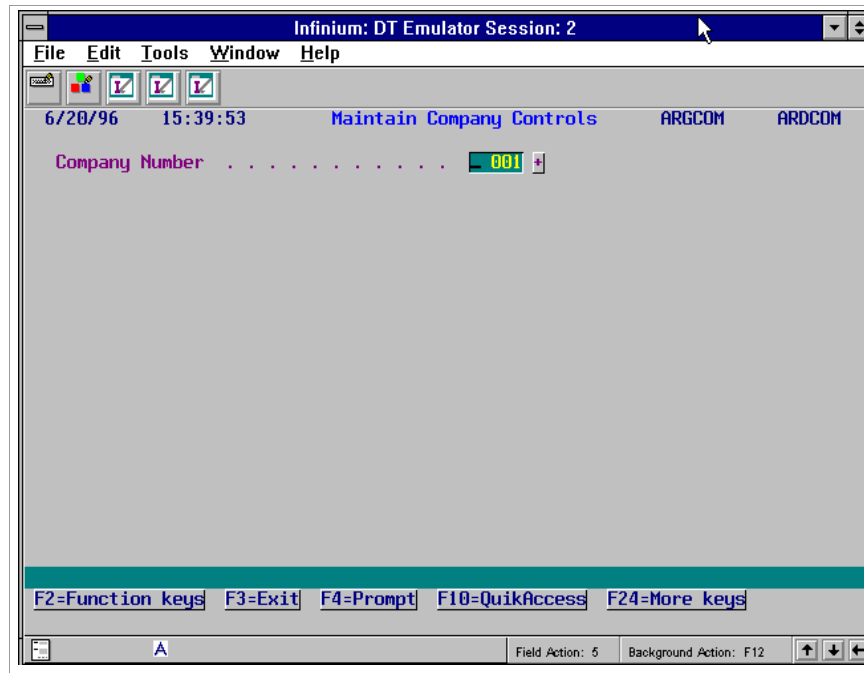 Infinium: DT Emulator Session: 2
File Edit Tools Window Help
6/20/96 15:39:53 Maintain Company Controls ARGCOM ARDCOM
Company Number . . . . . . . . . . . _ 001 +
F2=Function keys F3=Exit F4=Prompt F10=QuikAccess F24=More keys
A Field Action: 5 Background Action: F12